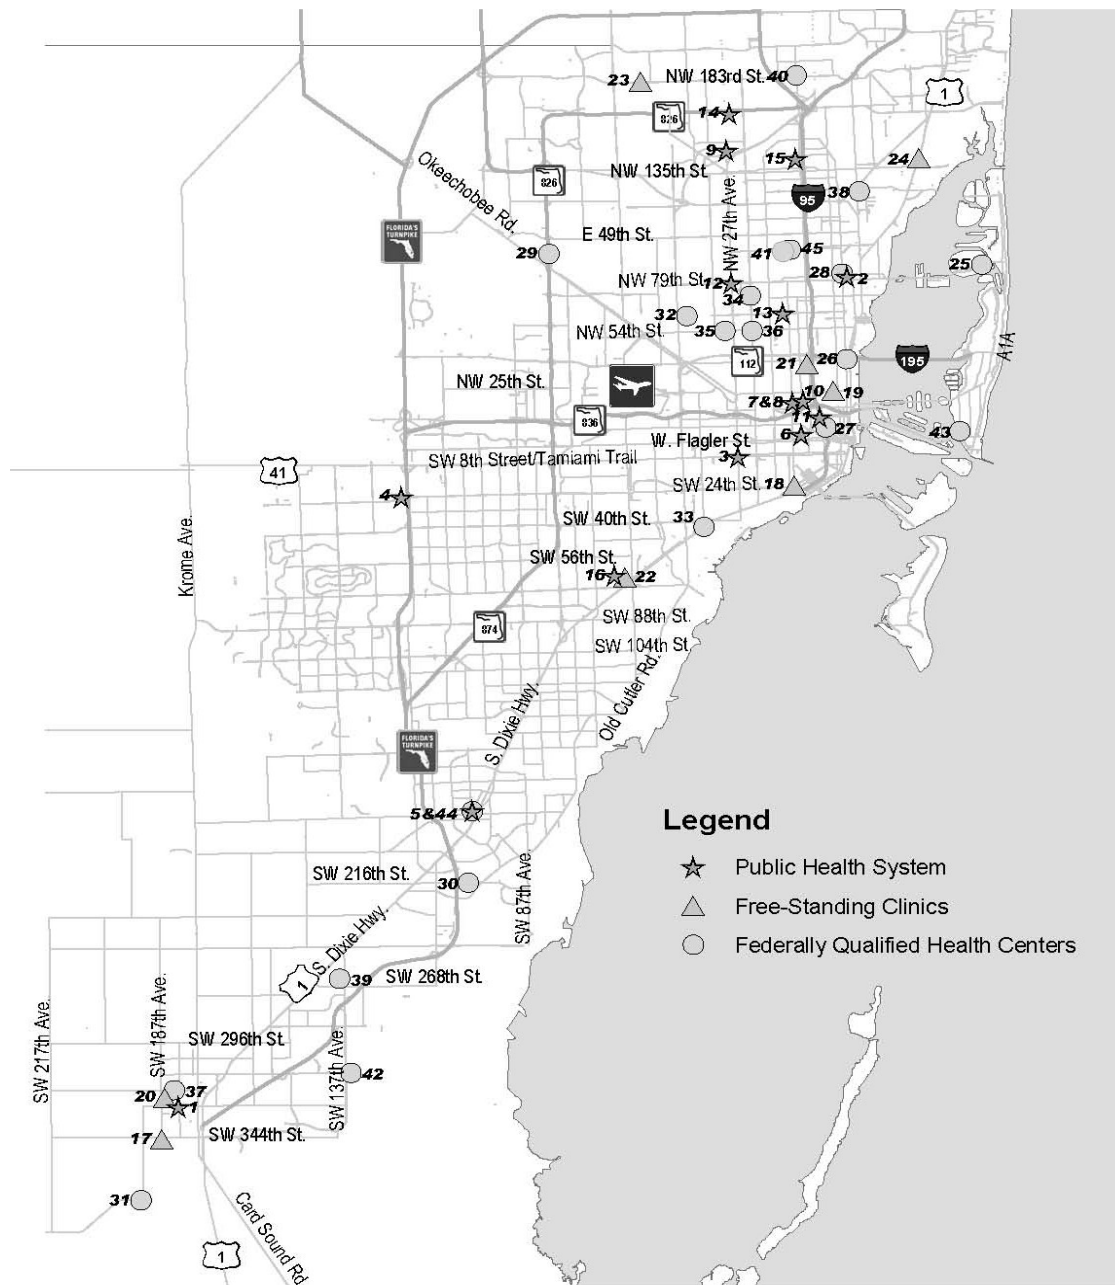 23
NW 183rd St.
40
1
14
826
9
15
24
NW 135th St.
826
Okeechobee Rd.
95
38
NW 27th Ave.
FLORIDA'S
TURNPIKE
E 49th St.
29
41
45
25
28
2
NW 79th St.
12
34
32
13
35
36
NW 54th St.
A1A
112
21
26
195
NW 25th St.
10
19
7&8
11
836
27
43
6
W. Flagler St.
3
SW 8th Street/Tamiami Trail
41
SW 24th St.
18
4
SW 40th St.
33
Krome Ave.
SW 56th St.
16
22
SW 88th St.
874
SW 104th St.
Old Cutler Rd.
S. Dixie Hwy.
FLORIDA'S
TURNPIKE
5&44
Legend
Public Health System
Free-Standing Clinics
Federally Qualified Health Centers
SW 216th St.
30
SW 87th Ave.
S. Dixie Hwy.
1
39
SW 268th St.
SW 217th Ave.
SW 187th Ave.
SW 296th St.
SW 137th Ave.
42
20
37
1
17
SW 344th St.
31
Card Sound Rd
1